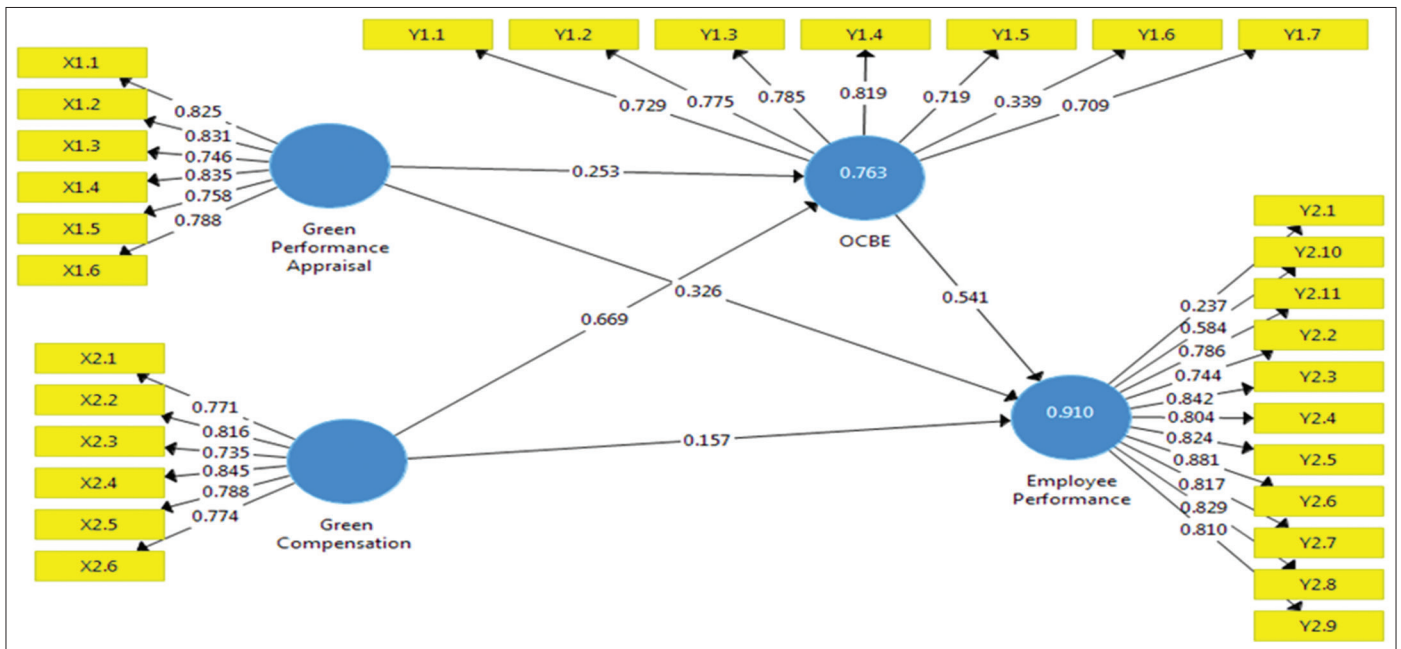 Y1.1 Y1.2 Y1.3 Y1.4 Y1.5 Y1.6 Y1.7
0.729 0.775 0.785 0.819 0.719 0.339 0.709
X1.1
X1.2
X1.3
X1.4
X1.5
X1.6
0.825
0.831
0.746
0.835
0.758
0.788
Green
Performance
Appraisal
0.253
0.763
OCBE
0.326
0.669
0.541
X2.1
X2.2
X2.3
X2.4
X2.5
X2.6
0.771
0.816
0.735
0.845
0.788
0.774
Green
Compensation
0.157
0.910
Employee
Performance
0.237
0.584
0.786
0.744
0.842
0.804
0.824
0.881
0.817
0.829
0.810
Y2.1
Y2.10
Y2.11
Y2.2
Y2.3
Y2.4
Y2.5
Y2.6
Y2.7
Y2.8
Y2.9